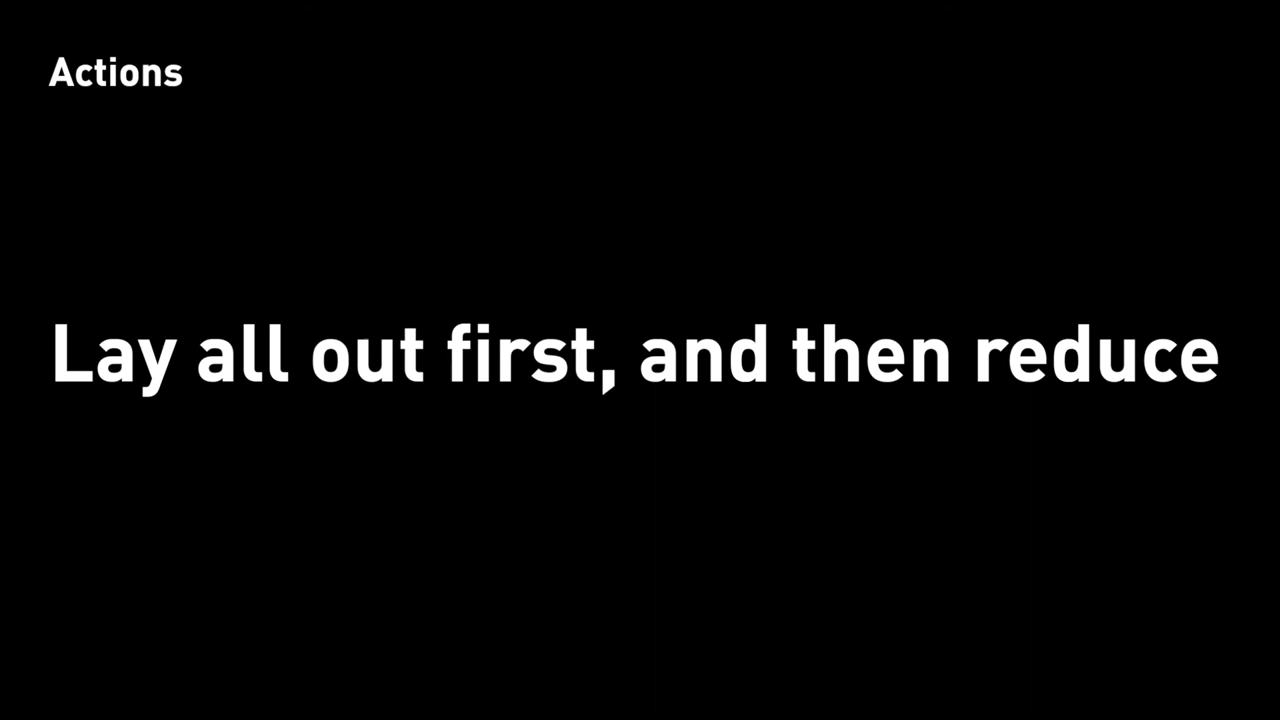 Actions
Lay all out first, and then reduce